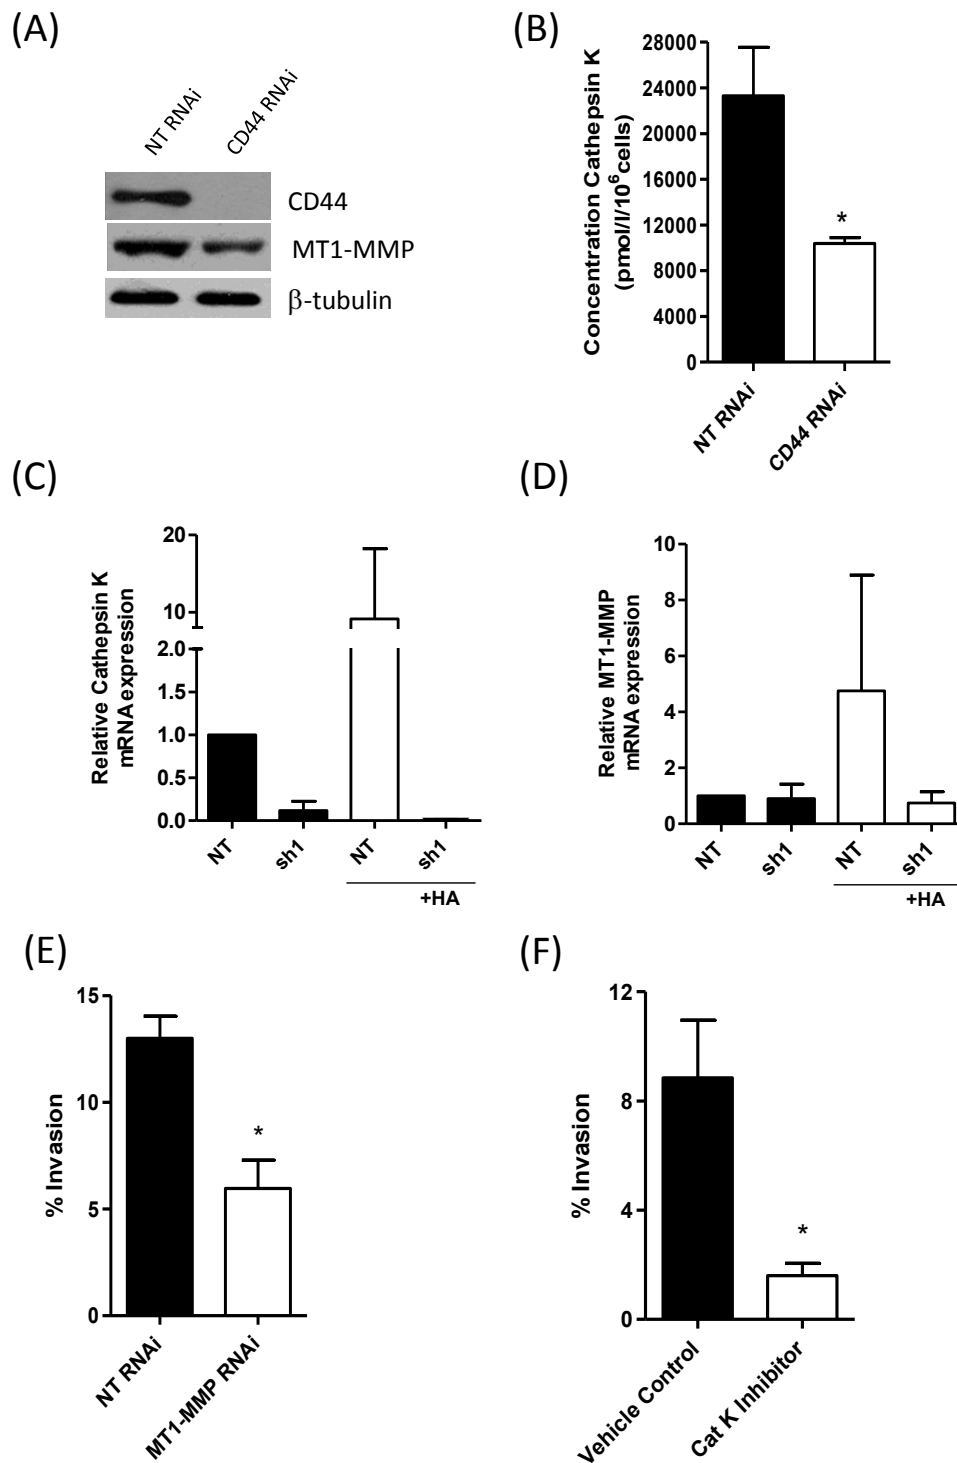 (A)
NT RNAi
CD44 RNAi
CD44
MT1-MMP
β-tubulin
(B)
Concentration Cathepsin K
(pmol/l/10⁶cells)
28000
24000
20000
16000
12000
8000
4000
0
*
NT RNAi
CD44 RNAi
(C)
Relative Cathepsin K
mRNA expression
20
10
2.0
1.5
1.0
0.5
0.0
NT
sh1
NT
sh1
+HA
(D)
Relative MT1-MMP
mRNA expression
10
8
6
4
2
0
NT
sh1
NT
sh1
+HA
(E)
% Invasion
15
10
5
0
*
NT RNAi
MT1-MMP RNAi
(F)
% Invasion
12
8
4
0
*
Vehicle Control
Cat K Inhibitor